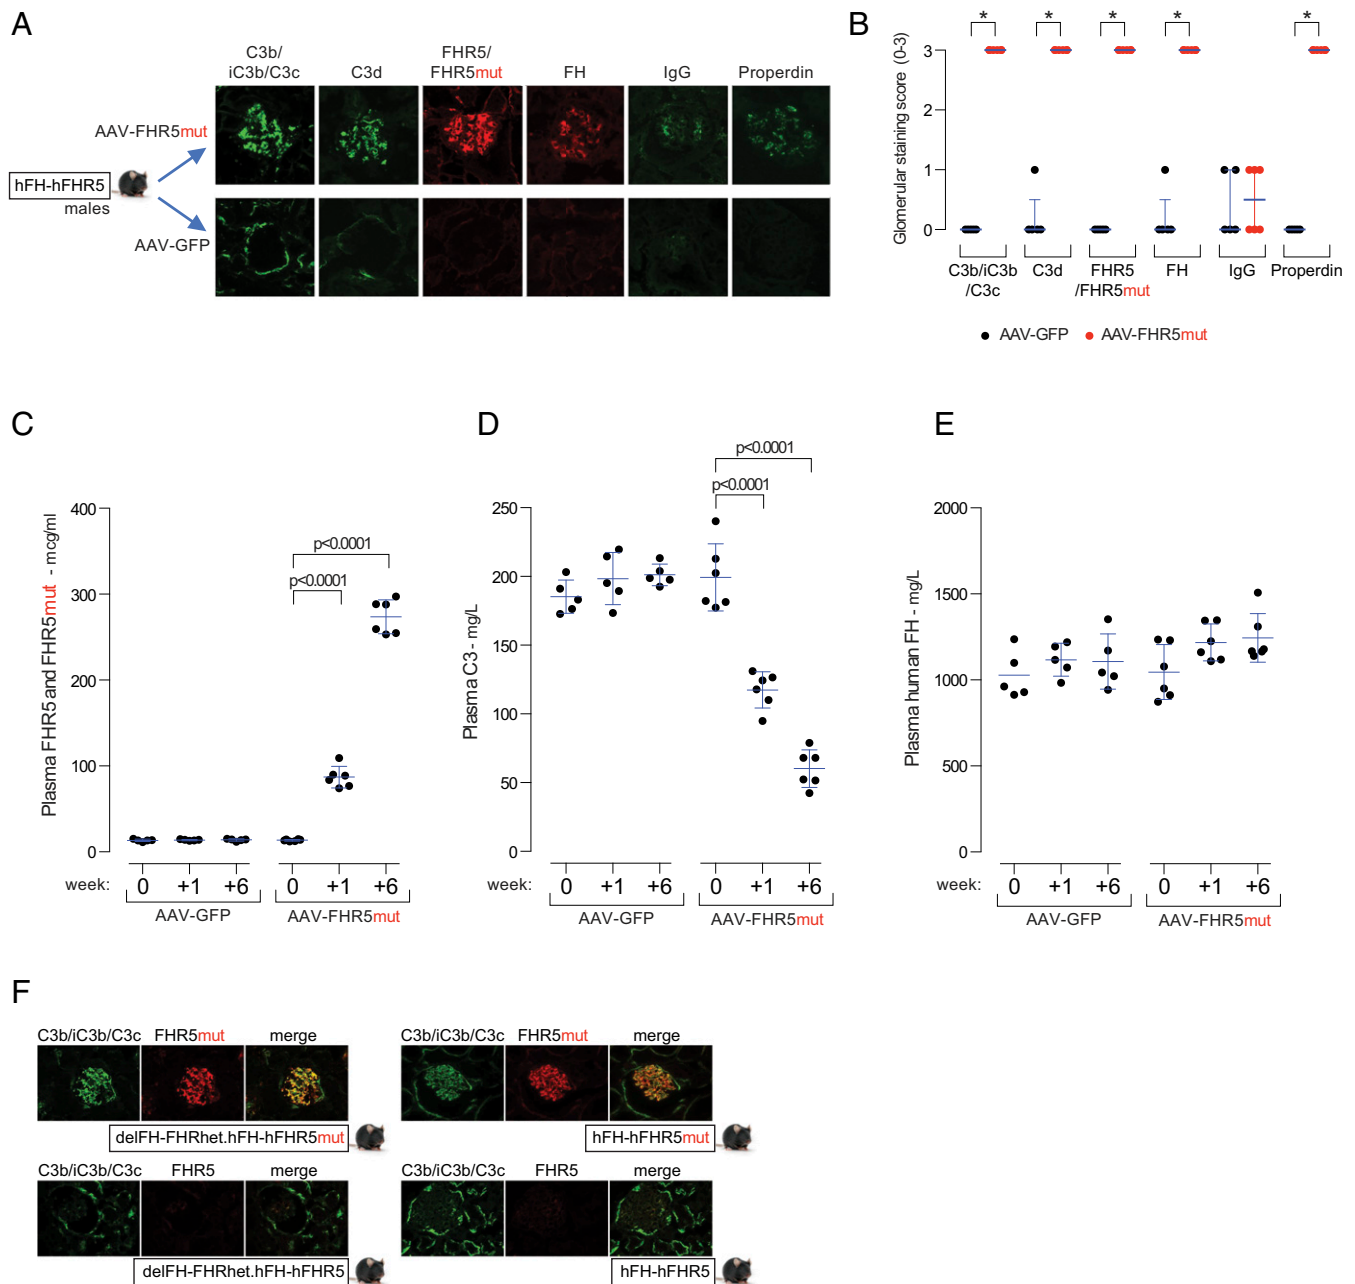 A
C3b/
iC3b/C3c
C3d
FHR5/
FHR5mut
FH
IgG
Properdin
AAV-FHR5mut
hFH-hFHR5
males
AAV-GFP
B
Glomerular staining score (0-3)
3
2
1
0
*
*
*
*
*
C3b/iC3b
/C3c
C3d
FHR5
/FHR5mut
FH
IgG
Properdin
AAV-GFP
AAV-FHR5mut
C
Plasma FHR5 and FHR5mut - mcg/ml
400
300
200
100
0
p<0.0001
p<0.0001
week:
0
+1
+6
0
+1
+6
AAV-GFP
AAV-FHR5mut
D
Plasma C3 - mg/L
250
200
150
100
50
0
p<0.0001
p<0.0001
week:
0
+1
+6
0
+1
+6
AAV-GFP
AAV-FHR5mut
E
Plasma human FH - mg/L
2000
1500
1000
500
0
week:
0
+1
+6
0
+1
+6
AAV-GFP
AAV-FHR5mut
F
C3b/iC3b/C3c
FHR5mut
merge
delFH-FHRhet.hFH-hFHR5mut
C3b/iC3b/C3c
FHR5mut
merge
hFH-hFHR5mut
C3b/iC3b/C3c
FHR5
merge
delFH-FHRhet.hFH-hFHR5
C3b/iC3b/C3c
FHR5
merge
hFH-hFHR5